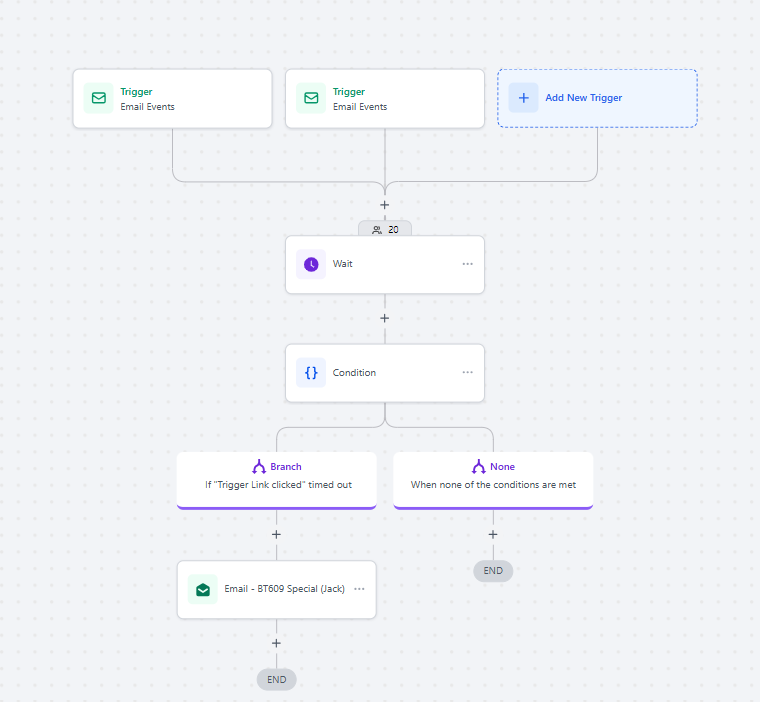 Trigger
Email Events
Trigger
Email Events
Add New Trigger
20
Wait
Condition
Branch
If "Trigger Link clicked" timed out
None
When none of the conditions are met
Email - BT609 Special (Jack)
END
END